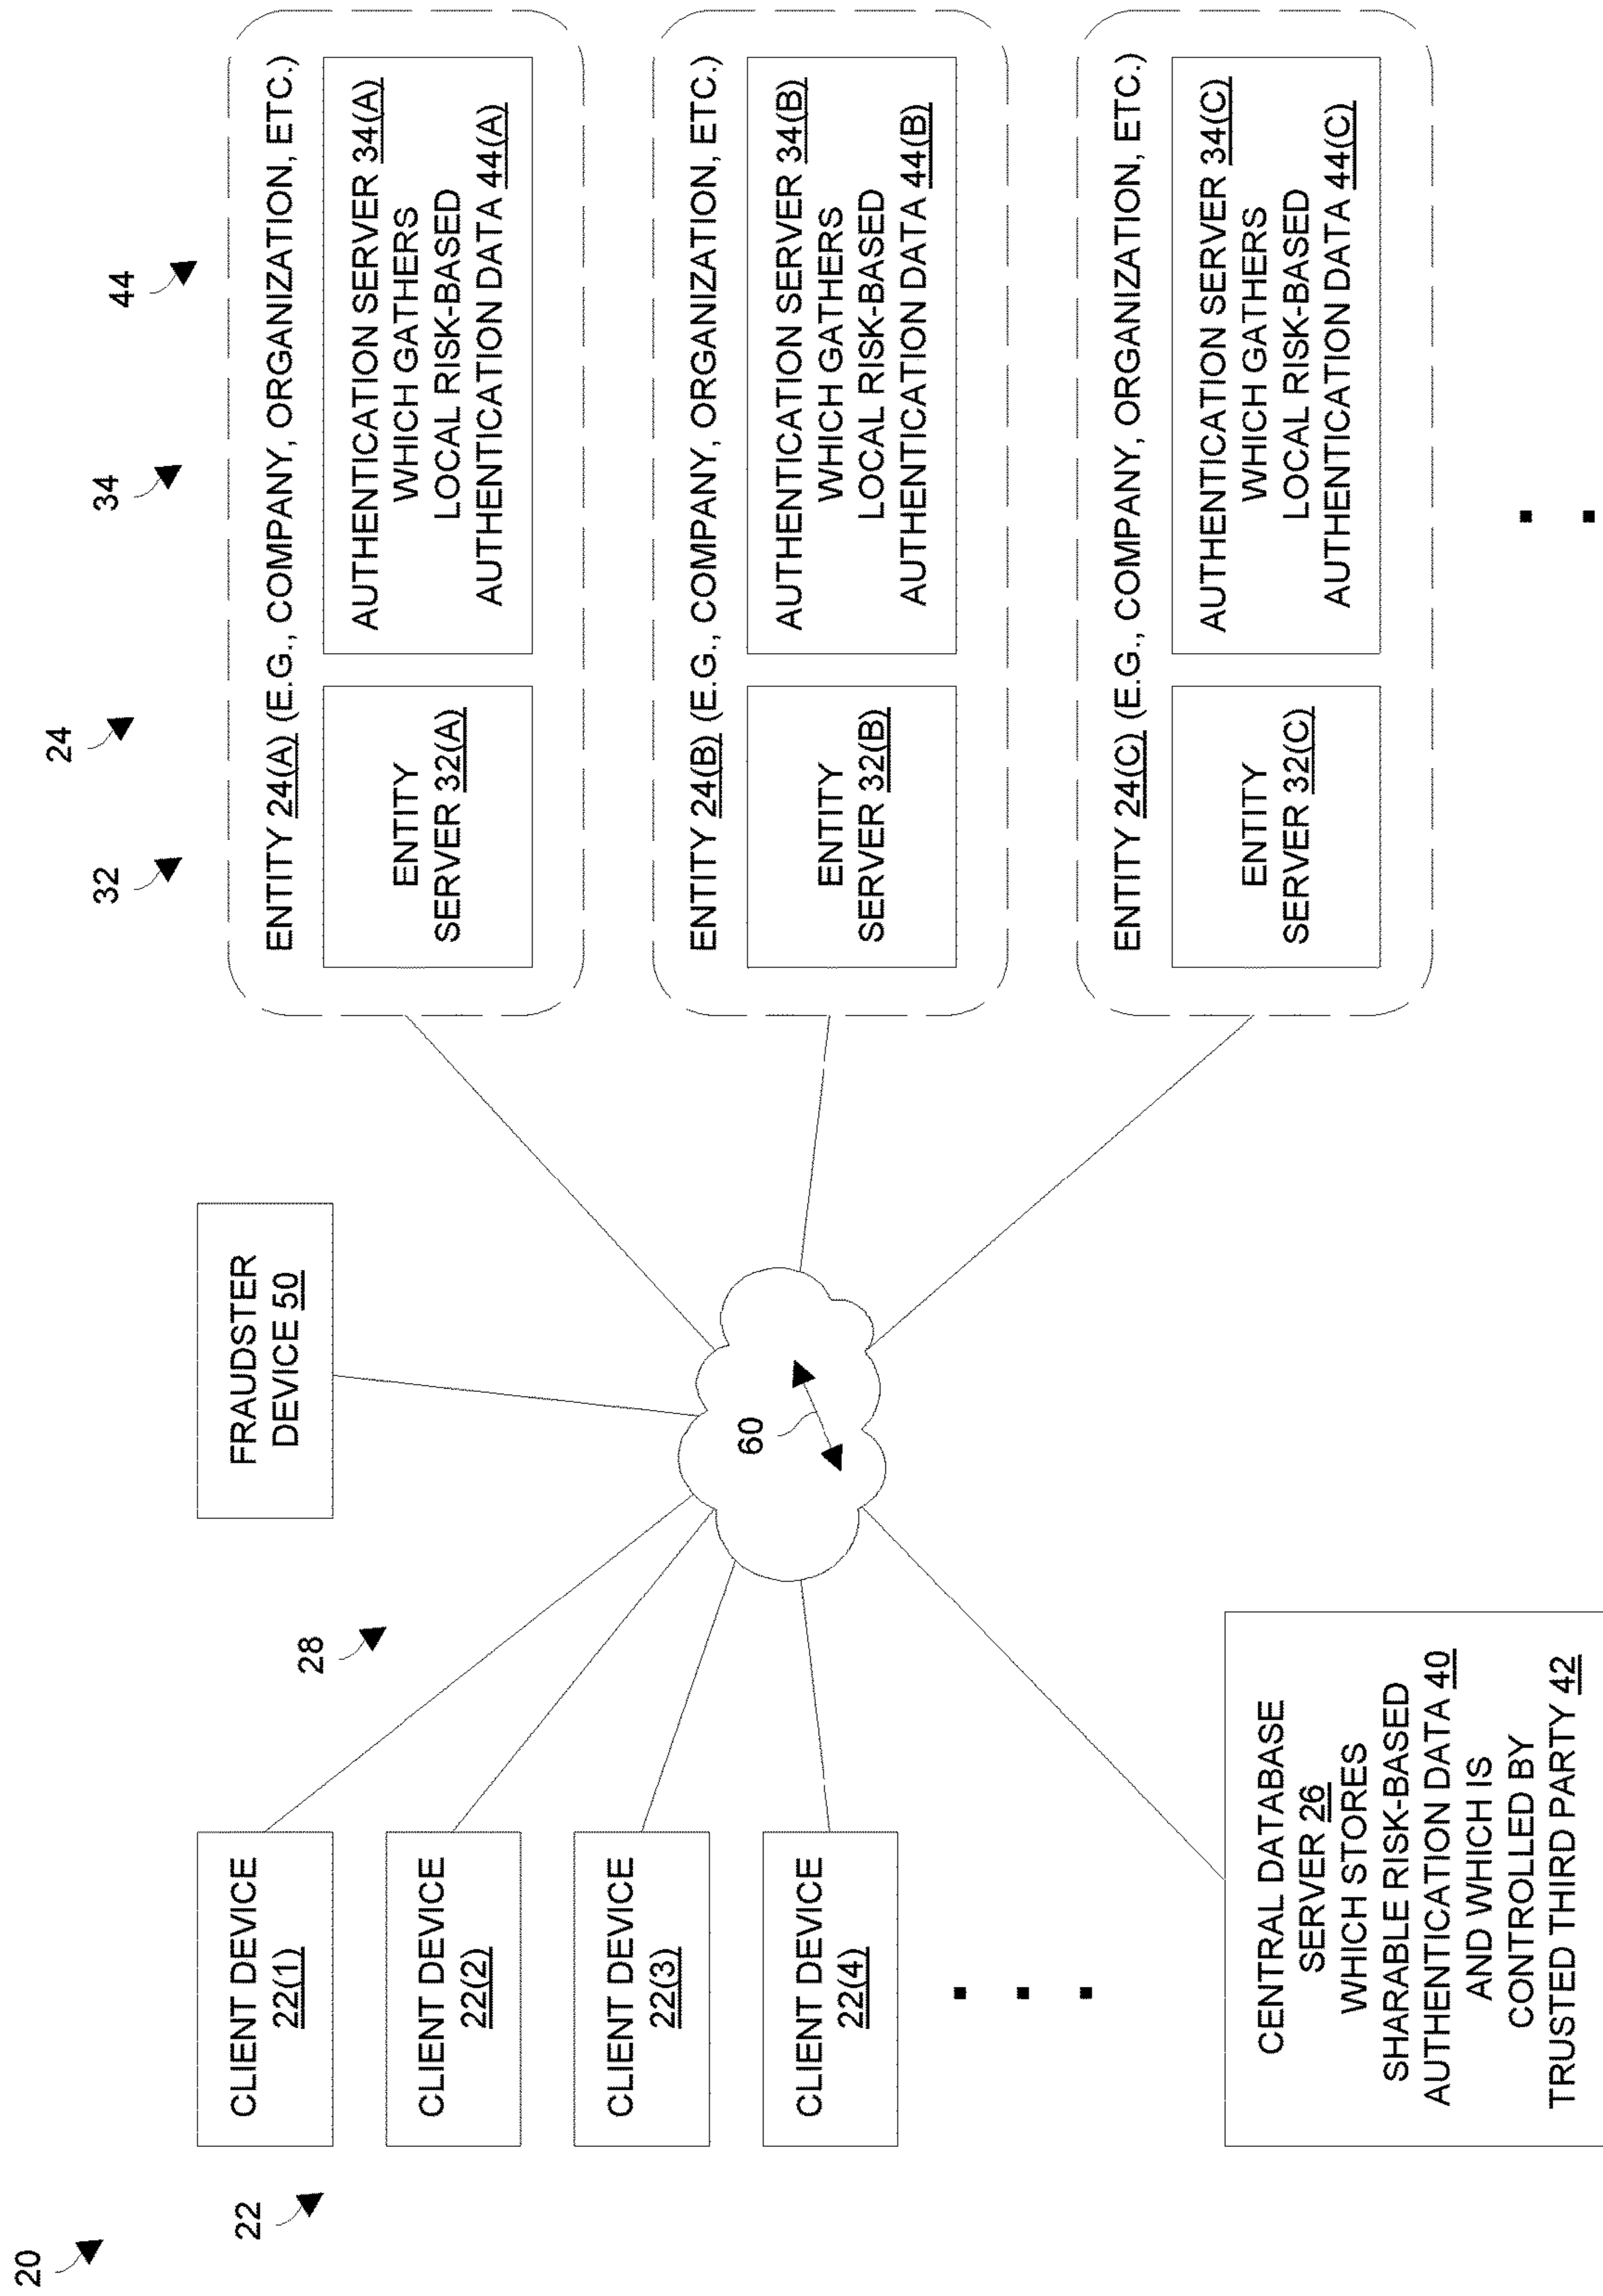 20
22
CLIENT DEVICE
22(1)
CLIENT DEVICE
22(2)
CLIENT DEVICE
22(3)
CLIENT DEVICE
22(4)
CENTRAL DATABASE
SERVER 26
WHICH STORES
SHARABLE RISK-BASED
AUTHENTICATION DATA 40
AND WHICH IS
CONTROLLED BY
TRUSTED THIRD PARTY 42
28
FRAUDSTER
DEVICE 50
60
32
24
34
44
ENTITY 24(A) (E.G., COMPANY, ORGANIZATION, ETC.)
ENTITY
SERVER 32(A)
AUTHENTICATION SERVER 34(A)
WHICH GATHERS
LOCAL RISK-BASED
AUTHENTICATION DATA 44(A)
ENTITY 24(B) (E.G., COMPANY, ORGANIZATION, ETC.)
ENTITY
SERVER 32(B)
AUTHENTICATION SERVER 34(B)
WHICH GATHERS
LOCAL RISK-BASED
AUTHENTICATION DATA 44(B)
ENTITY 24(C) (E.G., COMPANY, ORGANIZATION, ETC.)
ENTITY
SERVER 32(C)
AUTHENTICATION SERVER 34(C)
WHICH GATHERS
LOCAL RISK-BASED
AUTHENTICATION DATA 44(C)